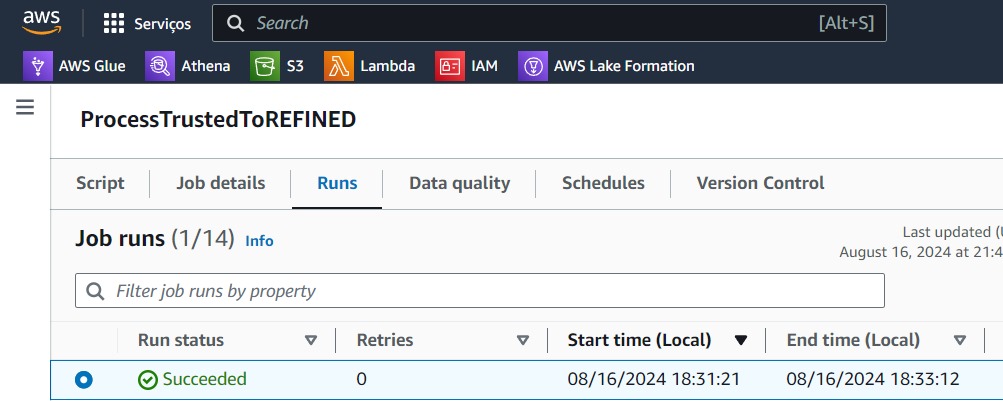 aws Serviços Search [Alt+S]
AWS Glue Athena S3 Lambda IAM AWS Lake Formation
ProcessTrustedToREFINED
Script Job details Runs Data quality Schedules Version Control
Job runs (1/14) Info
Last updated (
August 16, 2024 at 21:4
Filter job runs by property
Run status Retries Start time (Local) End time (Local)
Succeeded 0 08/16/2024 18:31:21 08/16/2024 18:33:12